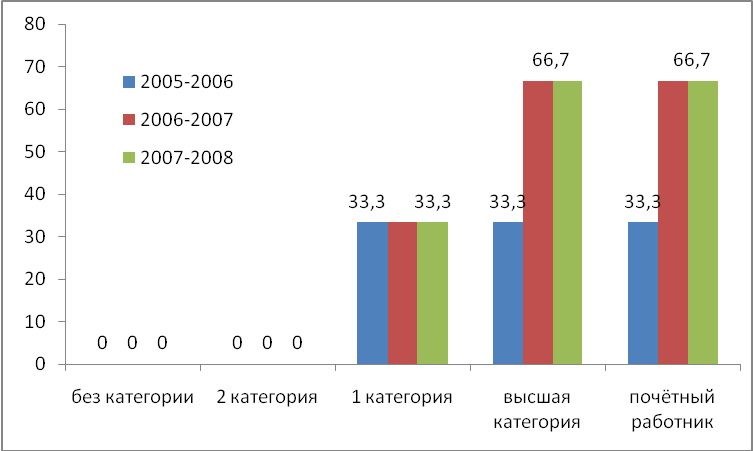 80
70
60
50
40
30
20
10
0
2005-2006
2006-2007
2007-2008
0 0 0
0 0 0
33,3 33,3
33,3 66,7
33,3 66,7
без категории
2 категория
1 категория
высшая
категория
почётный
работник